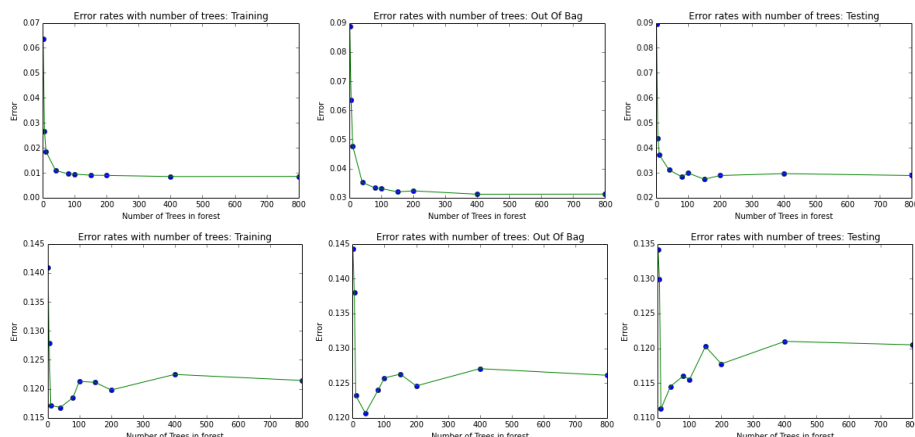 Error rates with number of trees: Training
0.07
0.06
0.05
0.04
0.03
0.02
0.01
0.00
Error
0 100 200 300 400 500 600 700 800
Number of Trees in forest
Error rates with number of trees: Out Of Bag
0.09
0.08
0.07
0.06
0.05
0.04
0.03
Error
0 100 200 300 400 500 600 700 800
Number of Trees in forest
Error rates with number of trees: Testing
0.09
0.08
0.07
0.06
0.05
0.04
0.03
0.02
Error
0 100 200 300 400 500 600 700 800
Number of Trees in forest
Error rates with number of trees: Training
0.145
0.140
0.135
0.130
0.125
0.120
0.115
Error
0 100 200 300 400 500 600 700 800
Number of Trees in forest
Error rates with number of trees: Out Of Bag
0.145
0.140
0.135
0.130
0.125
0.120
Error
0 100 200 300 400 500 600 700 800
Number of Trees in forest
Error rates with number of trees: Testing
0.135
0.130
0.125
0.120
0.115
0.110
Error
0 100 200 300 400 500 600 700 800
Number of Trees in forest